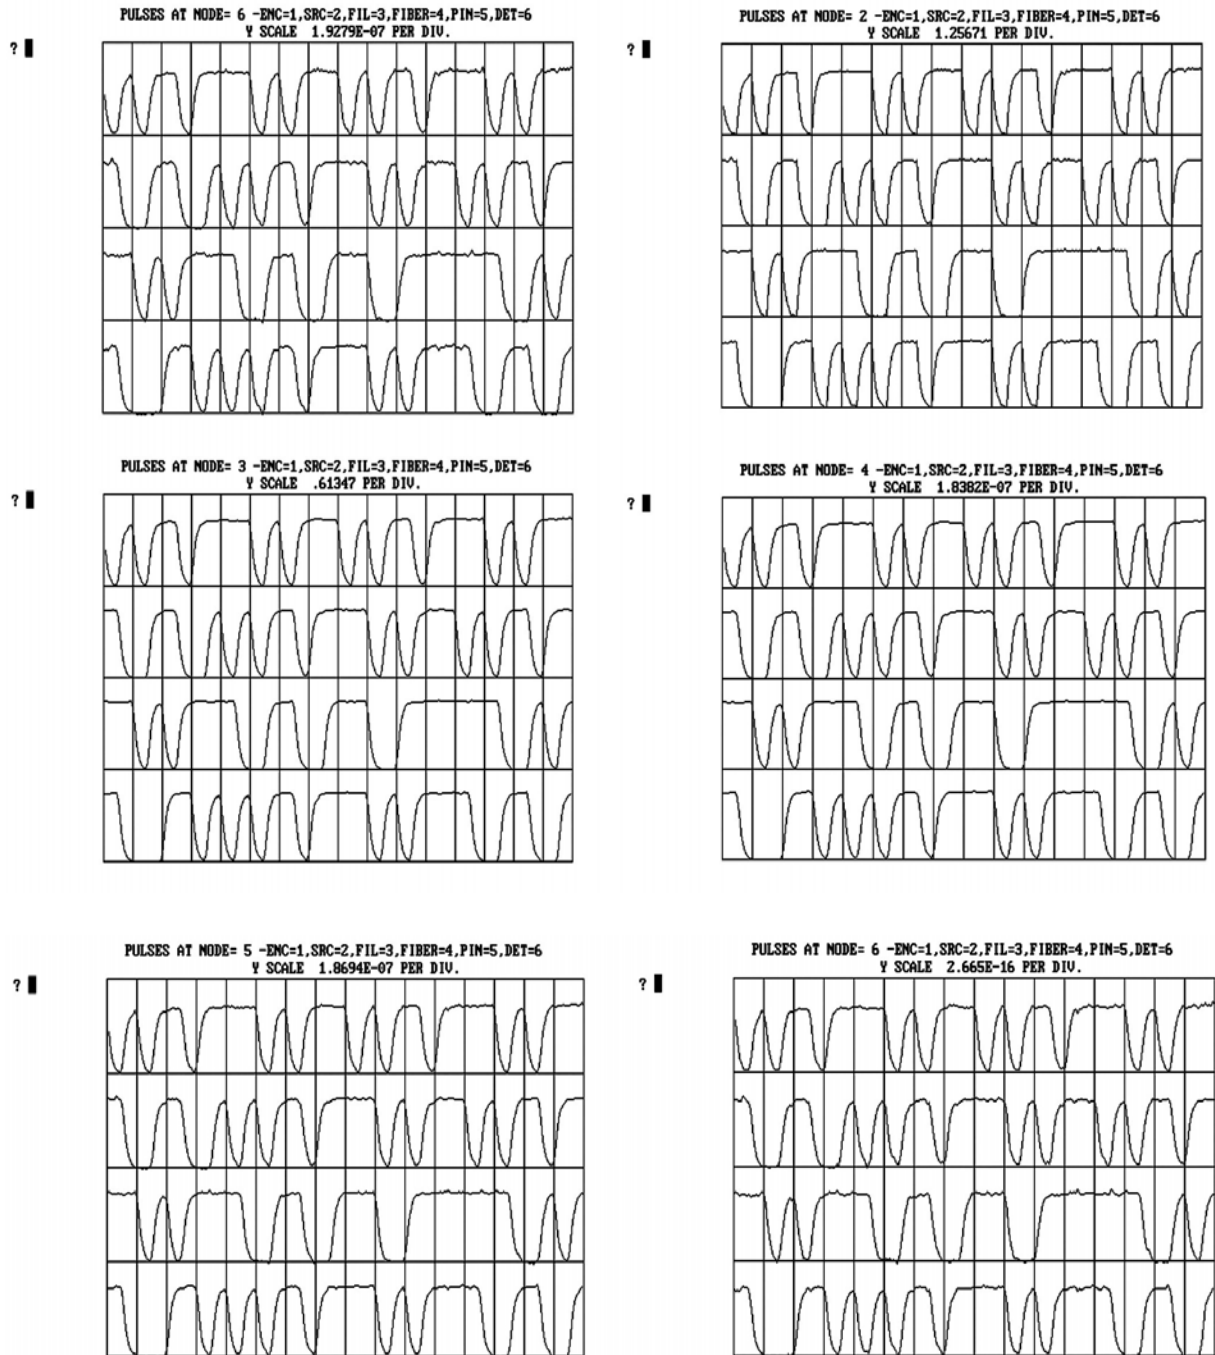 PULSES AT NODE= 6 -ENC=1,SRC=2,FIL=3,FIBER=4,PIN=5,DET=6
Y SCALE 1.9279E-07 PER DIV.
?
PULSES AT NODE= 2 -ENC=1,SRC=2,FIL=3,FIBER=4,PIN=5,DET=6
Y SCALE 1.25671 PER DIV.
?
PULSES AT NODE= 3 -ENC=1,SRC=2,FIL=3,FIBER=4,PIN=5,DET=6
Y SCALE .61347 PER DIV.
?
PULSES AT NODE= 4 -ENC=1,SRC=2,FIL=3,FIBER=4,PIN=5,DET=6
Y SCALE 1.8382E-07 PER DIV.
?
PULSES AT NODE= 5 -ENC=1,SRC=2,FIL=3,FIBER=4,PIN=5,DET=6
Y SCALE 1.8694E-07 PER DIV.
?
PULSES AT NODE= 6 -ENC=1,SRC=2,FIL=3,FIBER=4,PIN=5,DET=6
Y SCALE 2.665E-16 PER DIV.
?